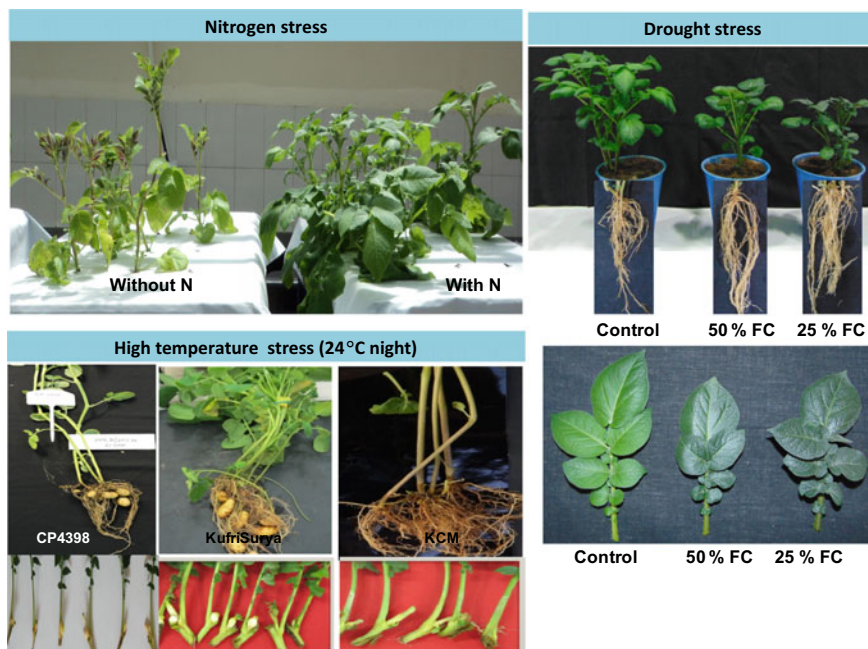 Nitrogen stress
Without N
With N
Drought stress
Control
50 % FC
25 % FC
High temperature stress (24°C night)
CP4398
KufriSurya
KCM
Control
50 % FC
25 % FC